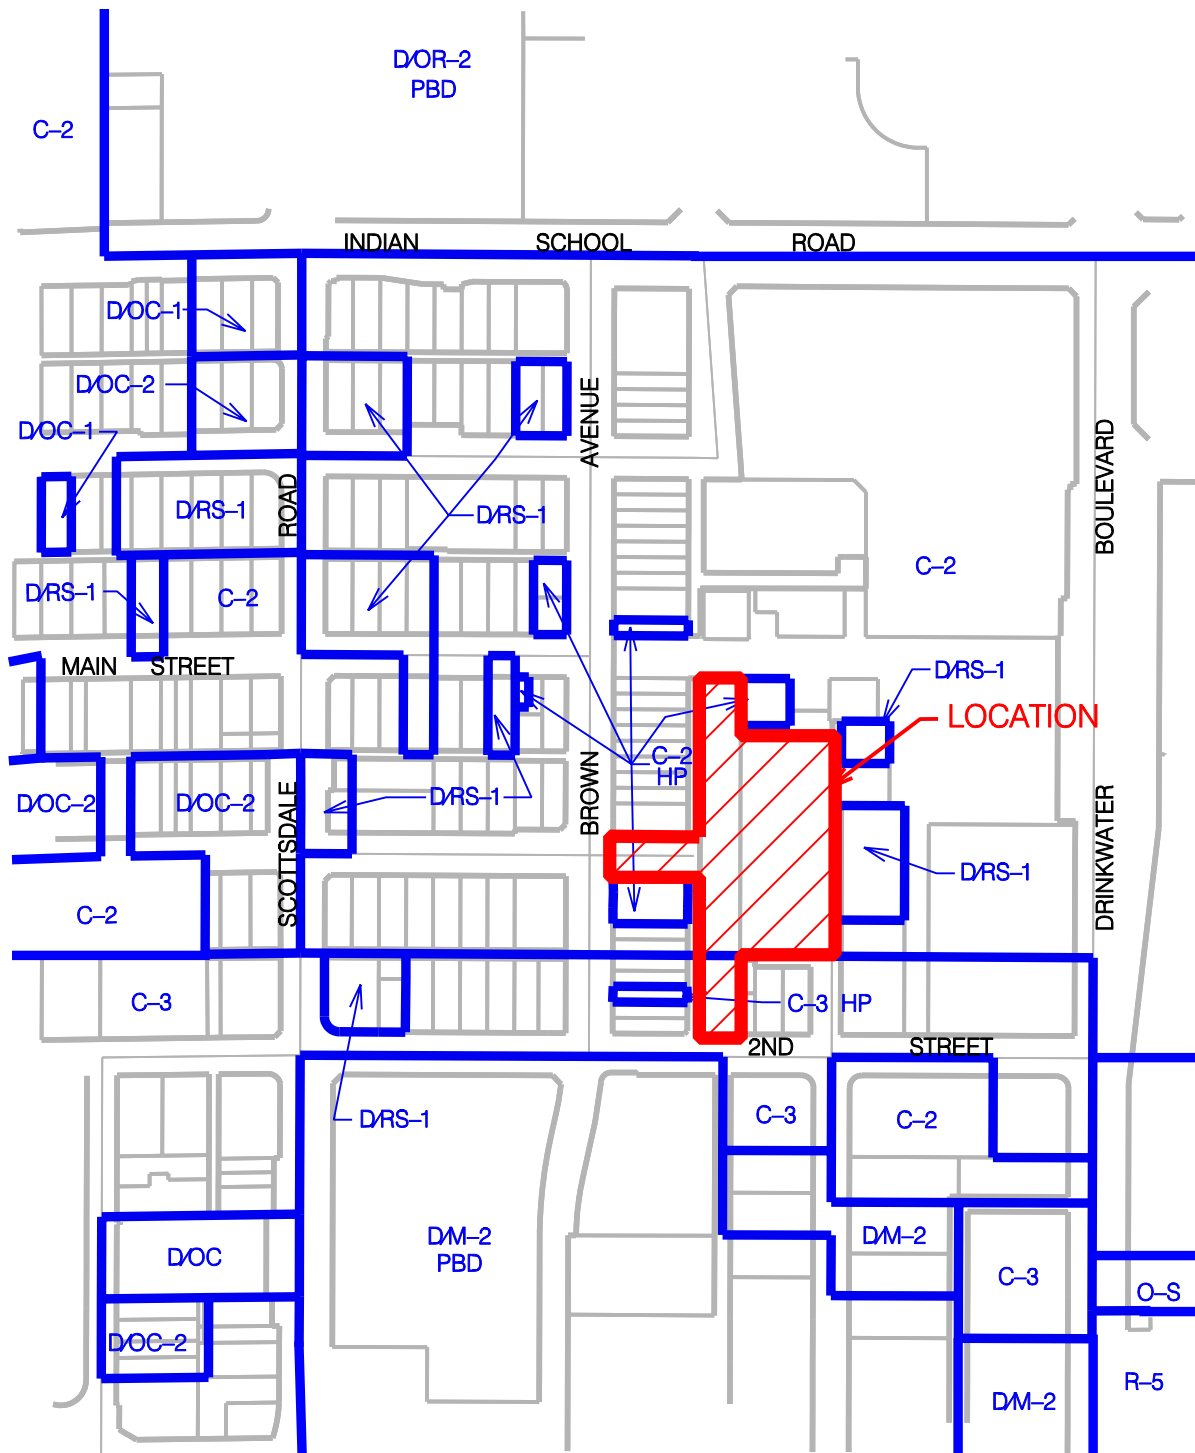 D/OR-2
PBD
C-2
INDIAN SCHOOL ROAD
D/OC-1
D/OC-2
D/OC-1
AVENUE
BOULEVARD
D/RS-1
ROAD
D/RS-1
C-2
D/RS-1
C-2
MAIN STREET
D/RS-1
LOCATION
C-2
HP
D/OC-2
D/OC-2
SCOTTSDALE
D/RS-1
BROWN
DRINKWATER
D/RS-1
C-2
C-3
C-3 HP
2ND STREET
D/RS-1
C-3
C-2
D/M-2
PBD
D/M-2
D/OC
C-3
O-S
D/OC-2
R-5
D/M-2